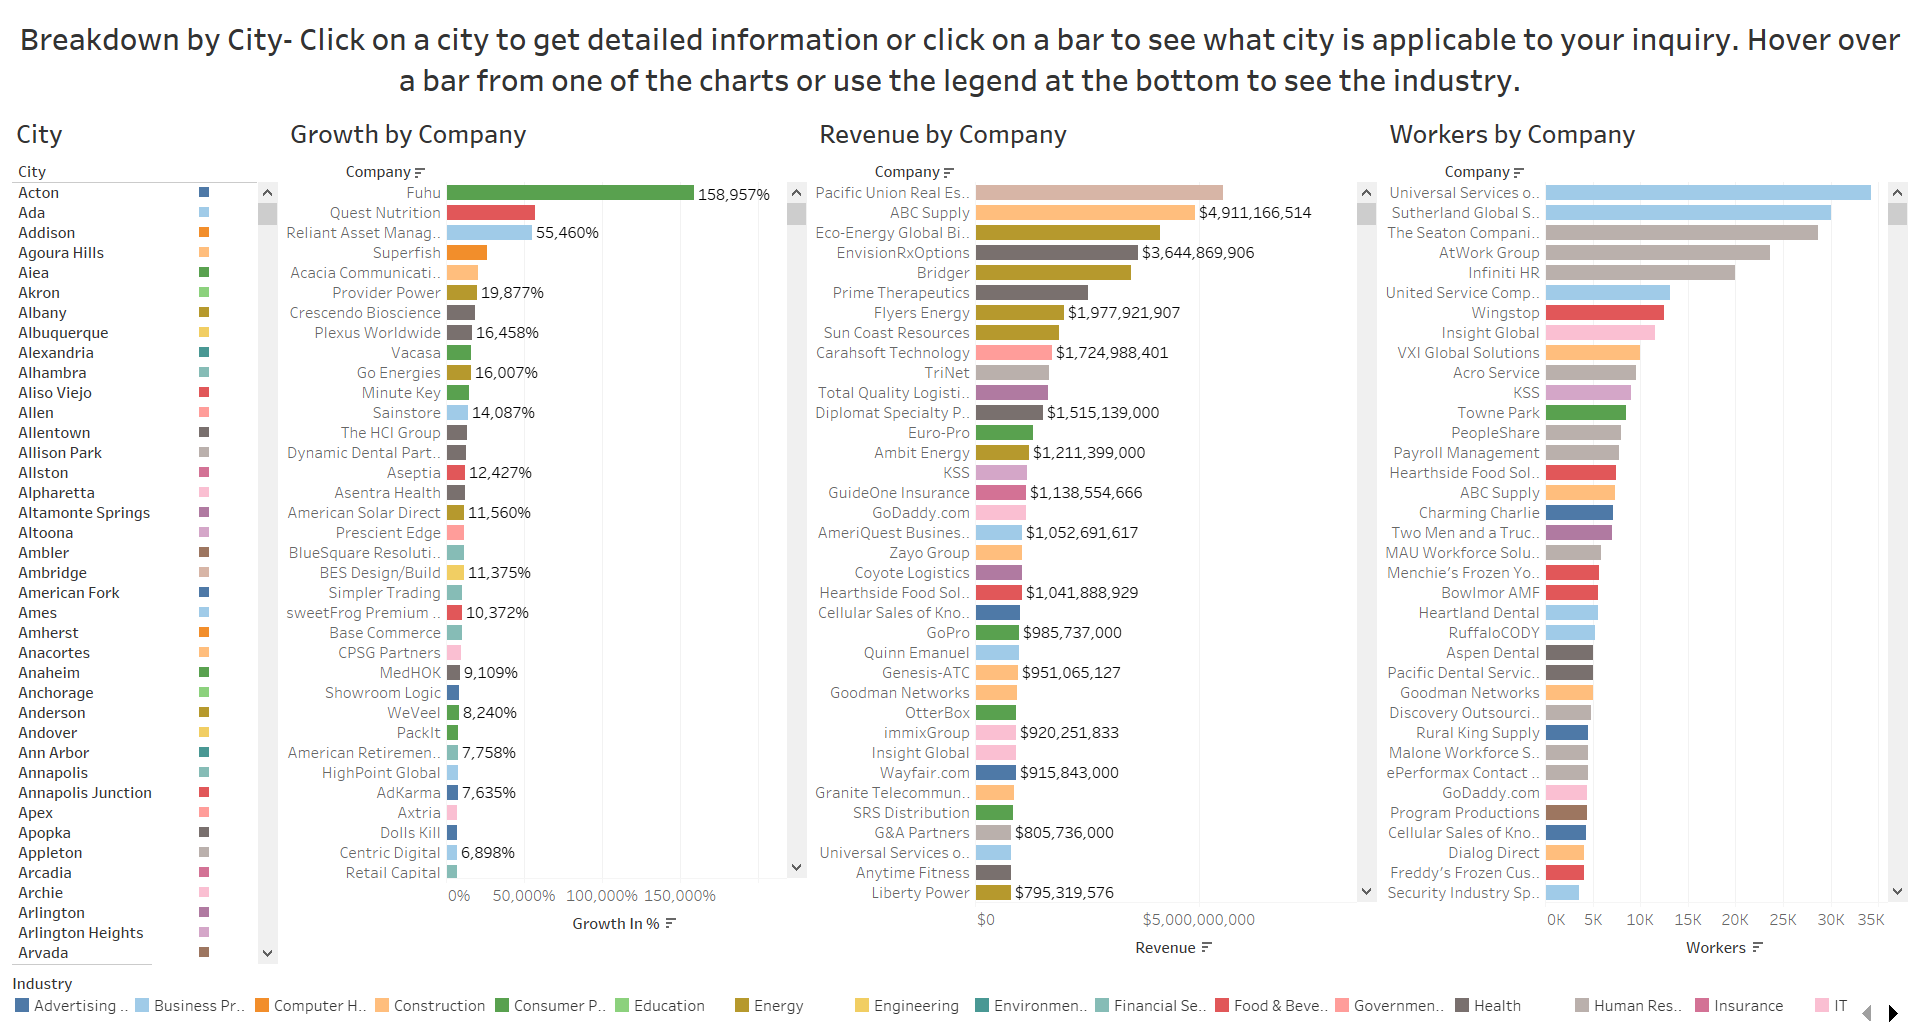 Breakdown by City- Click on a city to get detailed information or click on a bar to see what city is applicable to your inquiry. Hover over
a bar from one of the charts or use the legend at the bottom to see the industry.
City
City
Acton
Ada
Addison
Agoura Hills
Aiea
Akron
Albany
Albuquerque
Alexandria
Alhambra
Aliso Viejo
Allen
Allentown
Allison Park
Allston
Alpharetta
Altamonte Springs
Altoona
Ambler
Ambridge
American Fork
Ames
Amherst
Anacortes
Anaheim
Anchorage
Anderson
Andover
Ann Arbor
Annapolis
Annapolis Junction
Apex
Apopka
Appleton
Arcadia
Archie
Arlington
Arlington Heights
Arvada
Growth by Company
Company
Fuhu 158,957%
Quest Nutrition
Reliant Asset Manag.. 55,460%
Superfish
Acacia Communicati..
Provider Power 19,877%
Crescendo Bioscience
Plexus Worldwide 16,458%
Vacasa
Go Energies 16,007%
Minute Key
Sainstore 14,087%
The HCI Group
Dynamic Dental Part..
Aseptia 12,427%
Asentra Health
American Solar Direct 11,560%
Prescient Edge
BlueSquare Resoluti..
BES Design/Build 11,375%
Simpler Trading
sweetFrog Premium .. 10,372%
Base Commerce
CPSG Partners
MedHOK 9,109%
Showroom Logic
WeVeel 8,240%
PackIt
American Retiremen.. 7,758%
HighPoint Global
AdKarma 7,635%
Axtria
Dolls Kill
Centric Digital 6,898%
Retail Capital
0% 50,000% 100,000% 150,000%
Growth In %
Revenue by Company
Company
Pacific Union Real Es..
ABC Supply $4,911,166,514
Eco-Energy Global Bi..
EnvisionRxOptions $3,644,869,906
Bridger
Prime Therapeutics
Flyers Energy $1,977,921,907
Sun Coast Resources
Carahsoft Technology $1,724,988,401
TriNet
Total Quality Logisti..
Diplomat Specialty P.. $1,515,139,000
Euro-Pro
Ambit Energy $1,211,399,000
KSS
GuideOne Insurance $1,138,554,666
GoDaddy.com
AmeriQuest Busines.. $1,052,691,617
Zayo Group
Coyote Logistics
Hearthside Food Sol.. $1,041,888,929
Cellular Sales of Kno..
GoPro $985,737,000
Quinn Emanuel
Genesis-ATC $951,065,127
Goodman Networks
OtterBox
immixGroup $920,251,833
Insight Global
Wayfair.com $915,843,000
Granite Telecommun..
SRS Distribution
G&A Partners $805,736,000
Universal Services o..
Anytime Fitness
Liberty Power $795,319,576
$0 $5,000,000,000
Revenue
Workers by Company
Company
Universal Services o..
Sutherland Global S..
The Seaton Compani..
AtWork Group
Infiniti HR
United Service Comp..
Wingstop
Insight Global
VXI Global Solutions
Acro Service
KSS
Towne Park
PeopleShare
Payroll Management
Hearthside Food Sol..
ABC Supply
Charming Charlie
Two Men and a Truc..
MAU Workforce Solu..
Menchie's Frozen Yo..
Bowlmor AMF
Heartland Dental
RuffaloCODY
Aspen Dental
Pacific Dental Servic..
Goodman Networks
Discovery Outsourci..
Rural King Supply
Malone Workforce S..
ePerformax Contact ..
GoDaddy.com
Program Productions
Cellular Sales of Kno..
Dialog Direct
Freddy's Frozen Cus..
Security Industry Sp..
0K 5K 10K 15K 20K 25K 30K 35K
Workers
Industry
Advertising .. Business Pr.. Computer H.. Construction Consumer P.. Education Energy Engineering Environmen.. Financial Se.. Food & Beve.. Governmen.. Health Human Res.. Insurance IT